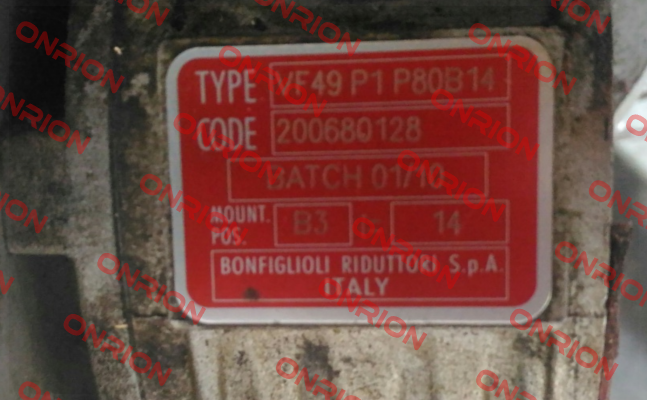 TYPE VF49 P1 P80B14
CODE 200680128
BATCH 01/10
MOUNT. POS. B3 - 14
BONFIGLIOLI RIDUTTORI S.p.A.
ITALY
ONRION